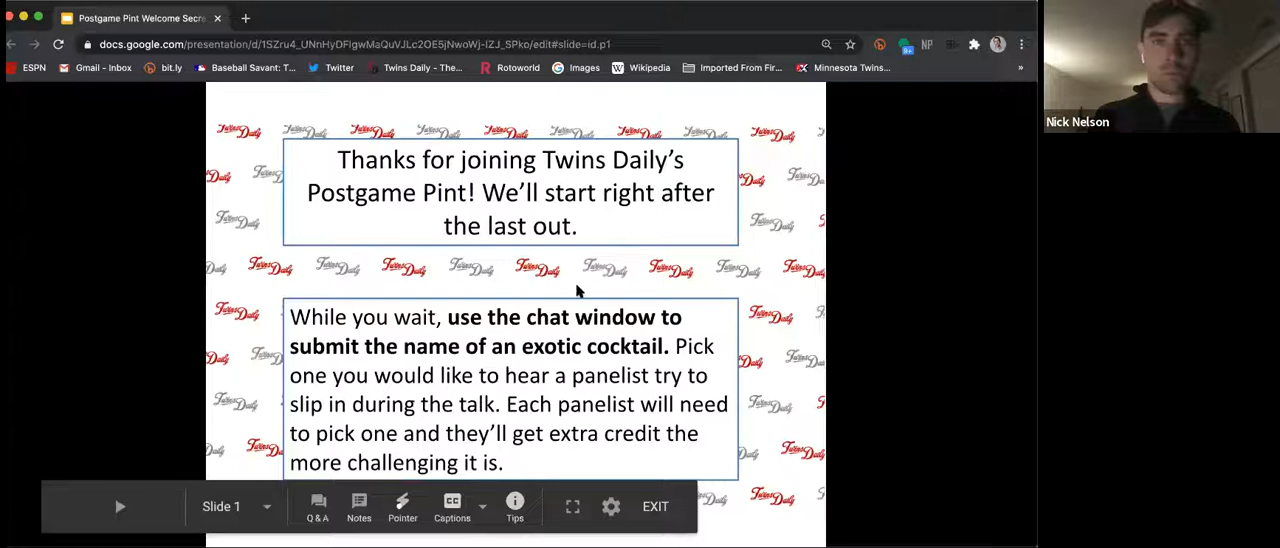 Postgame Pint Welcome Secre
docs.google.com/presentation/d/1SZru4_UNnHyDFlgwMaQuVJLc2OE5jNwoWj-IZJ_SPko/edit#slide=id.p1
NP
ESPN Gmail - Inbox bit.ly Baseball Savant: T... Twitter Twins Daily - The... Rotoworld Images Wikipedia Imported From Fir... Minnesota Twins... »
Nick Nelson
Twins Daily
Thanks for joining Twins Daily's
Postgame Pint! We'll start right after
the last out.
While you wait, use the chat window to
submit the name of an exotic cocktail. Pick
one you would like to hear a panelist try to
slip in during the talk. Each panelist will need
to pick one and they'll get extra credit the
more challenging it is.
Slide 1 Q & A Notes Pointer Captions Tips EXIT